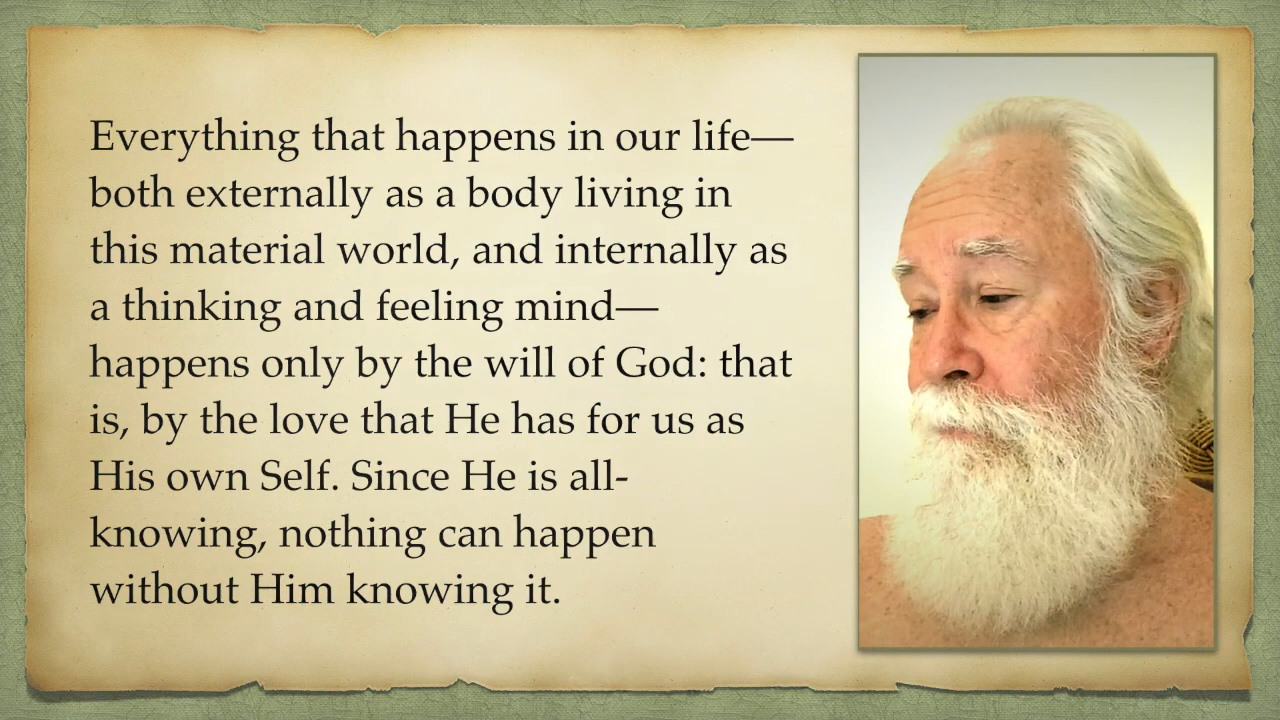 Everything that happens in our life—
both externally as a body living in
this material world, and internally as
a thinking and feeling mind—
happens only by the will of God: that
is, by the love that He has for us as
His own Self. Since He is all-
knowing, nothing can happen
without Him knowing it.